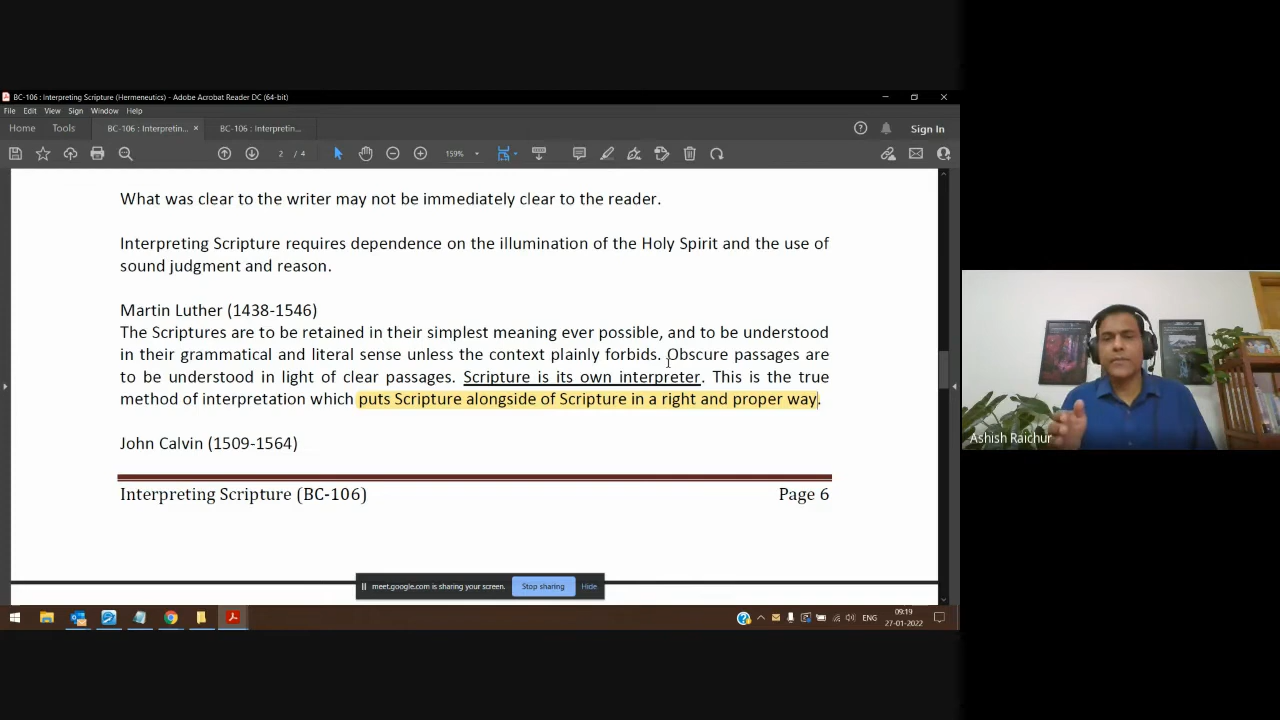 BC-106 : Interpreting Scripture (Hermeneutics) - Adobe Acrobat Reader DC (64-bit)
File Edit View Sign Window Help
Home Tools BC-106 : Interpretin... × BC-106 : Interpretin... Sign In
2 / 4 159%
What was clear to the writer may not be immediately clear to the reader.
Interpreting Scripture requires dependence on the illumination of the Holy Spirit and the use of
sound judgment and reason.
Martin Luther (1438-1546)
The Scriptures are to be retained in their simplest meaning ever possible, and to be understood
in their grammatical and literal sense unless the context plainly forbids. Obscure passages are
to be understood in light of clear passages. Scripture is its own interpreter. This is the true
method of interpretation which puts Scripture alongside of Scripture in a right and proper way.
John Calvin (1509-1564)
Interpreting Scripture (BC-106) Page 6
meet.google.com is sharing your screen. Stop sharing Hide
ENG 09:19
27-01-2022
Ashish Raichur